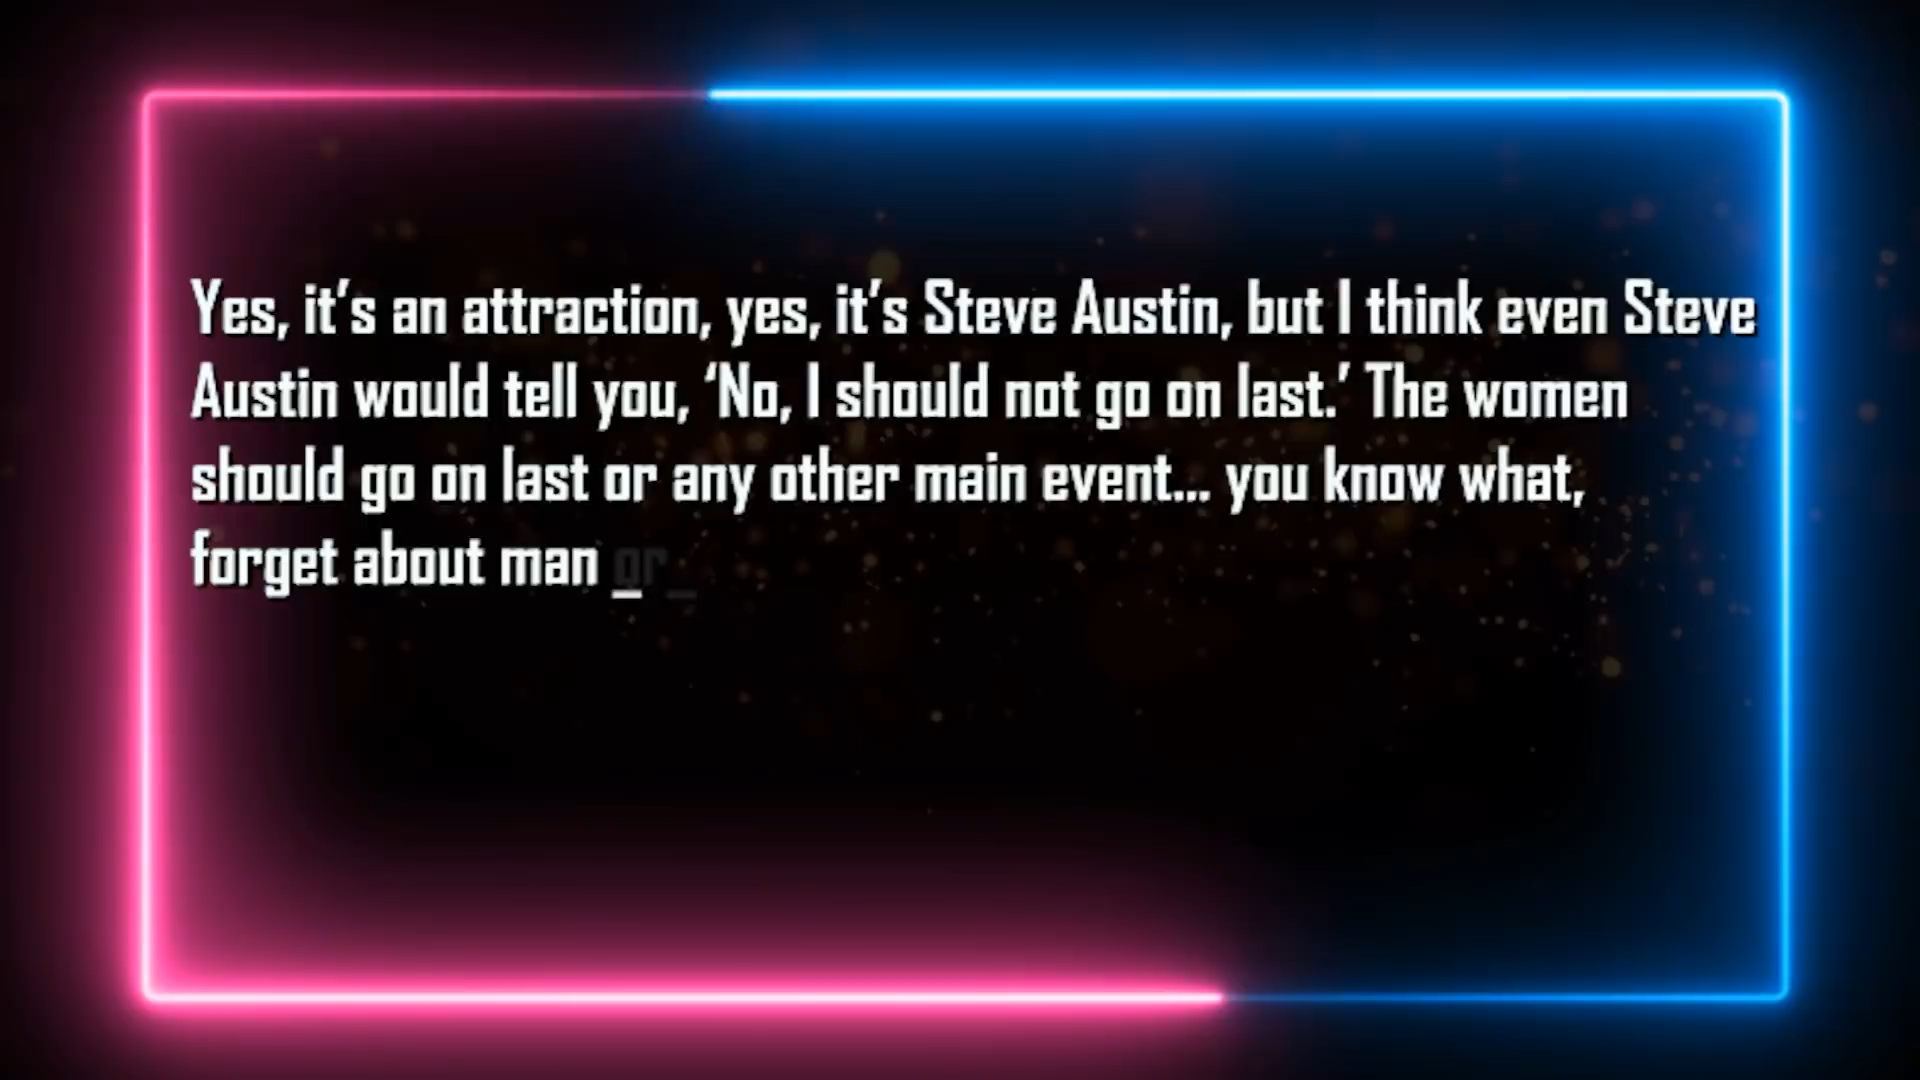 Yes, it’s an attraction, yes, it’s Steve Austin, but I think even Steve
Austin would tell you, ‘No, I should not go on last.’ The women
should go on last or any other main event... you know what,
forget about man